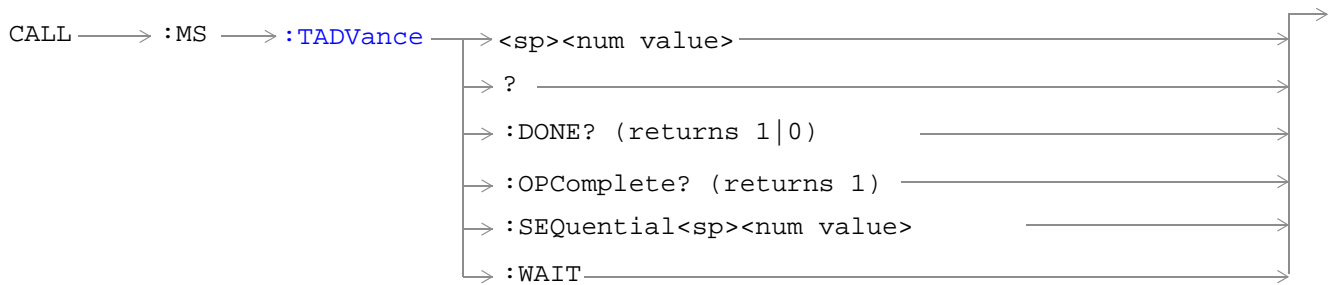 CALL :MS :TADVance <sp><num value>
?
:DONE? (returns 1|0)
:OPComplete? (returns 1)
:SEQuential<sp><num value>
:WAIT